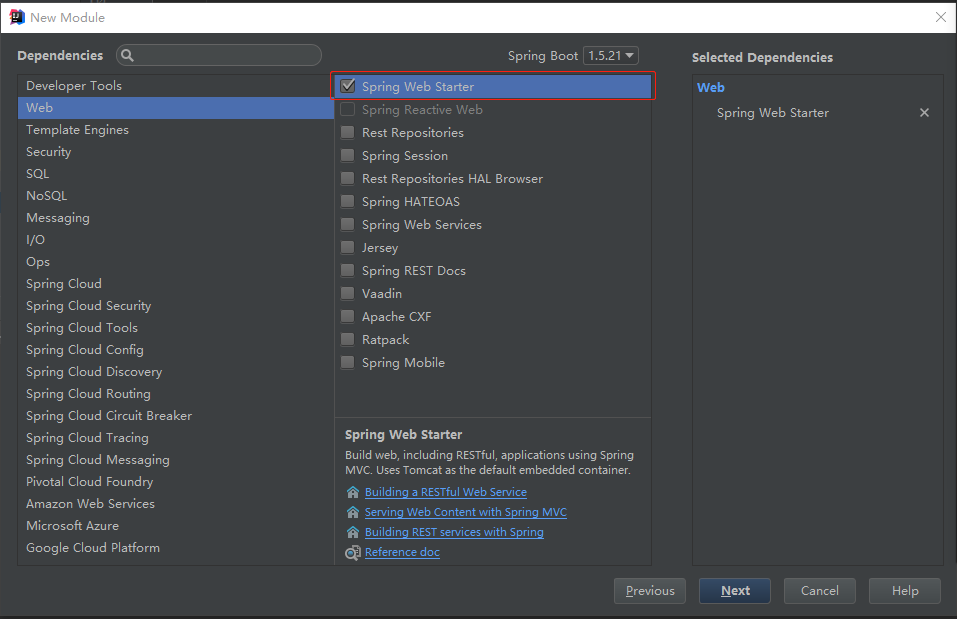 New Module
Dependencies
Spring Boot 1.5.21
Selected Dependencies
Developer Tools
Web
Template Engines
Security
SQL
NoSQL
Messaging
I/O
Ops
Spring Cloud
Spring Cloud Security
Spring Cloud Tools
Spring Cloud Config
Spring Cloud Discovery
Spring Cloud Routing
Spring Cloud Circuit Breaker
Spring Cloud Tracing
Spring Cloud Messaging
Pivotal Cloud Foundry
Amazon Web Services
Microsoft Azure
Google Cloud Platform
Spring Web Starter
Spring Reactive Web
Rest Repositories
Spring Session
Rest Repositories HAL Browser
Spring HATEOAS
Spring Web Services
Jersey
Spring REST Docs
Vaadin
Apache CXF
Ratpack
Spring Mobile
Spring Web Starter
Build web, including RESTful, applications using Spring
MVC. Uses Tomcat as the default embedded container.
Building a RESTful Web Service
Serving Web Content with Spring MVC
Building REST services with Spring
Reference doc
Web
Spring Web Starter
Previous
Next
Cancel
Help